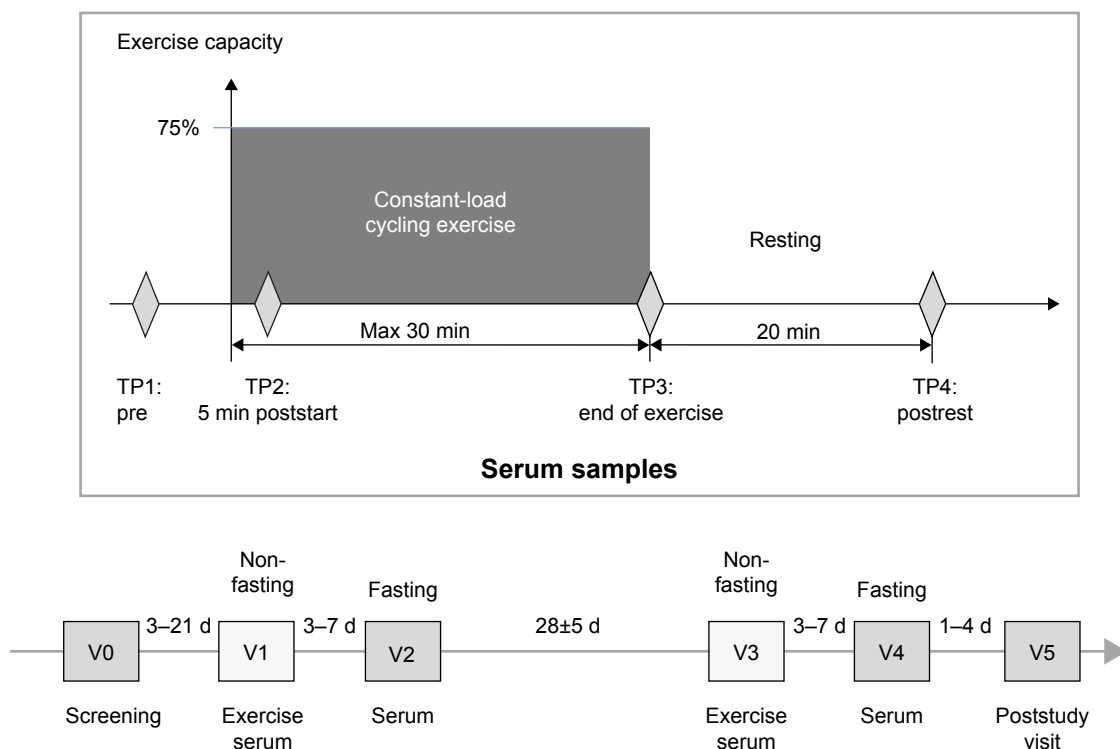 Exercise capacity
75%
Constant-load
cycling exercise
Resting
Max 30 min
20 min
TP1:
pre
TP2:
5 min poststart
TP3:
end of exercise
TP4:
postrest
Serum samples
Non-
fasting
Fasting
Non-
fasting
Fasting
3–21 d
3–7 d
28±5 d
3–7 d
1–4 d
V0
V1
V2
V3
V4
V5
Screening
Exercise
serum
Serum
Exercise
serum
Serum
Poststudy
visit